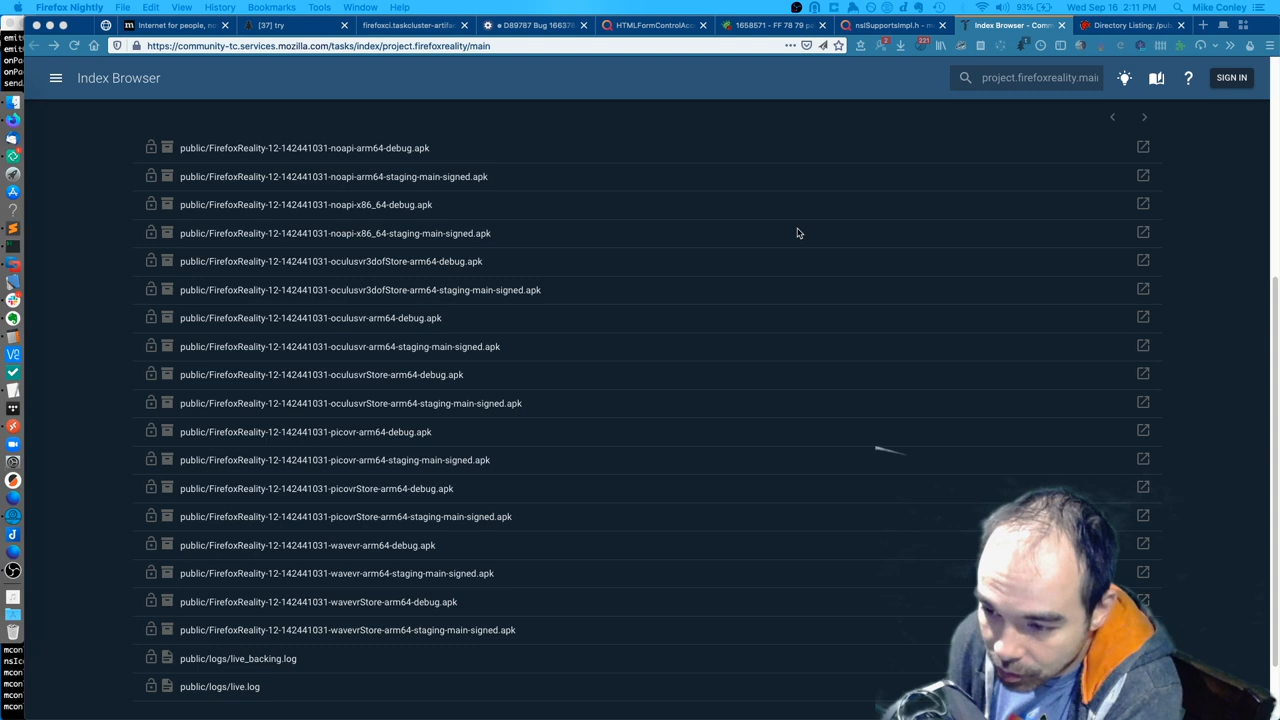 Firefox Nightly File Edit View History Bookmarks Tools Window Help 93% Wed Sep 16 2:11 PM Mike Conley
Internet for people, no [37] try firefoxci.taskcluster-artifa D89787 Bug 166387 HTMLFormControlAcc 1658571 - FF 78 79 pa nsISupportsImpl.h - mo Index Browser - Com Directory Listing: /pu
https://community-tc.services.mozilla.com/tasks/index/project.firefoxreality/main
Index Browser project.firefoxreality.mai SIGN IN
public/FirefoxReality-12-142441031-noapi-arm64-debug.apk
public/FirefoxReality-12-142441031-noapi-arm64-staging-main-signed.apk
public/FirefoxReality-12-142441031-noapi-x86_64-debug.apk
public/FirefoxReality-12-142441031-noapi-x86_64-staging-main-signed.apk
public/FirefoxReality-12-142441031-oculusvr3dofStore-arm64-debug.apk
public/FirefoxReality-12-142441031-oculusvr3dofStore-arm64-staging-main-signed.apk
public/FirefoxReality-12-142441031-oculusvr-arm64-debug.apk
public/FirefoxReality-12-142441031-oculusvr-arm64-staging-main-signed.apk
public/FirefoxReality-12-142441031-oculusvrStore-arm64-debug.apk
public/FirefoxReality-12-142441031-oculusvrStore-arm64-staging-main-signed.apk
public/FirefoxReality-12-142441031-picovr-arm64-debug.apk
public/FirefoxReality-12-142441031-picovr-arm64-staging-main-signed.apk
public/FirefoxReality-12-142441031-picovrStore-arm64-debug.apk
public/FirefoxReality-12-142441031-picovrStore-arm64-staging-main-signed.apk
public/FirefoxReality-12-142441031-wavevr-arm64-debug.apk
public/FirefoxReality-12-142441031-wavevr-arm64-staging-main-signed.apk
public/FirefoxReality-12-142441031-wavevrStore-arm64-debug.apk
public/FirefoxReality-12-142441031-wavevrStore-arm64-staging-main-signed.apk
public/logs/live_backing.log
public/logs/live.log